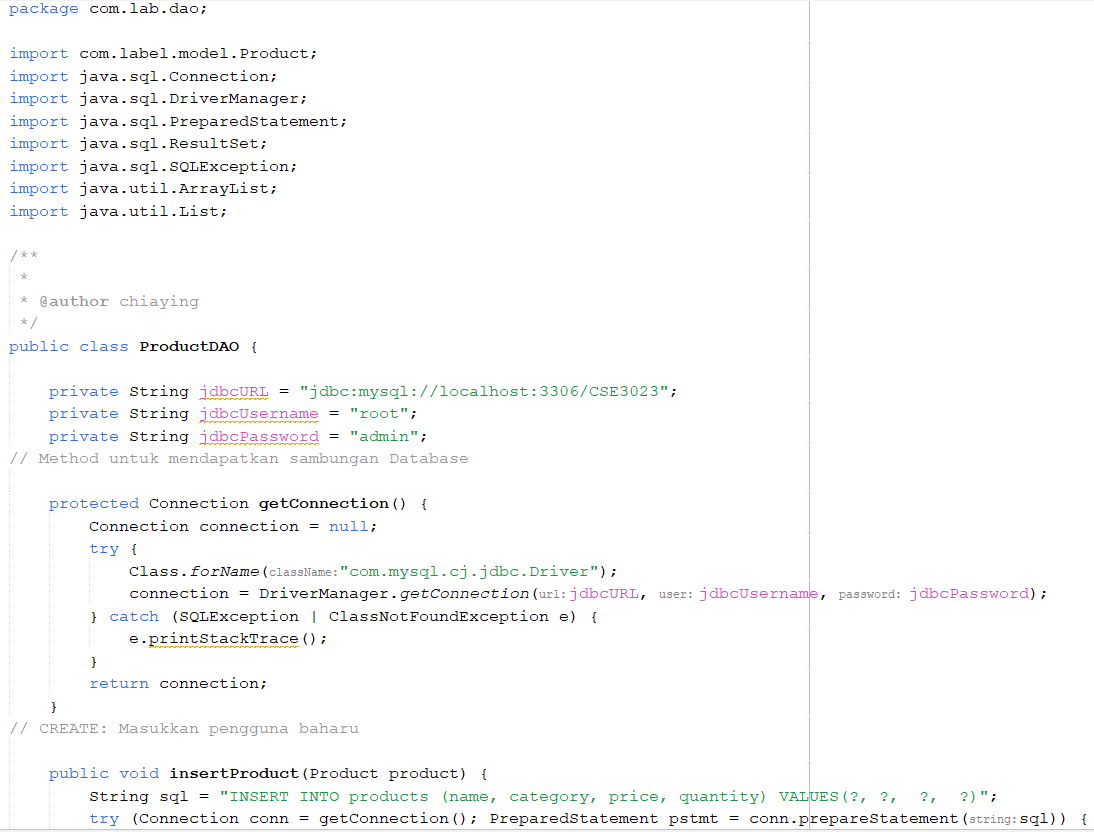 package com.lab.dao;
import com.label.model.Product;
import java.sql.Connection;
import java.sql.DriverManager;
import java.sql.PreparedStatement;
import java.sql.ResultSet;
import java.sql.SQLException;
import java.util.ArrayList;
import java.util.List;
/**
 *
 * @author chiaying
 */
public class ProductDAO {
    private String jdbcURL = "jdbc:mysql://localhost:3306/CSE3023";
    private String jdbcUsername = "root";
    private String jdbcPassword = "admin";
// Method untuk mendapatkan sambungan Database
    protected Connection getConnection() {
        Connection connection = null;
        try {
            Class.forName(className:"com.mysql.cj.jdbc.Driver");
            connection = DriverManager.getConnection(url:jdbcURL, user:jdbcUsername, password:jdbcPassword);
        } catch (SQLException | ClassNotFoundException e) {
            e.printStackTrace();
        }
        return connection;
    }
// CREATE: Masukkan pengguna baharu
    public void insertProduct(Product product) {
        String sql = "INSERT INTO products (name, category, price, quantity) VALUES(?, ?,  ?,  ?)";
        try (Connection conn = getConnection(); PreparedStatement pstmt = conn.prepareStatement(string:sql)) {